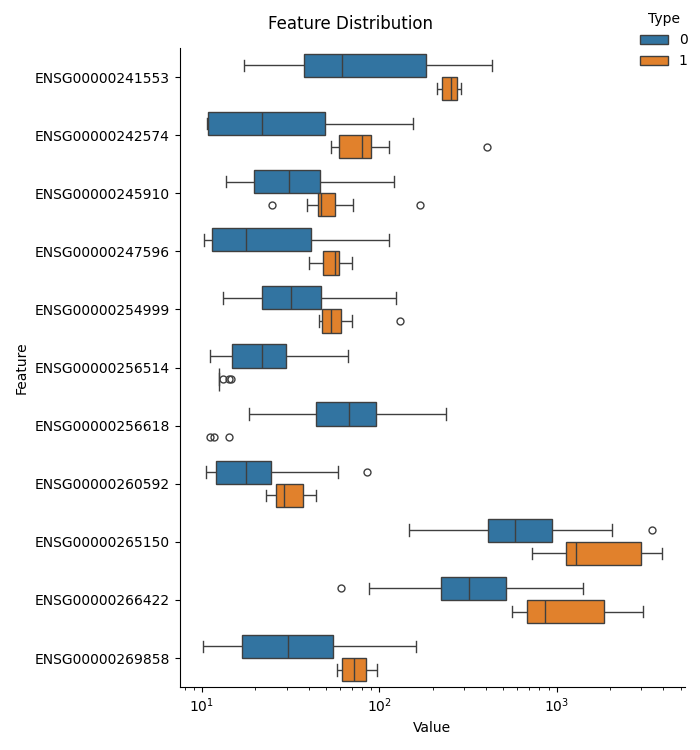 Feature Distribution
Type
0
1
ENSG00000241553
ENSG00000242574
ENSG00000245910
ENSG00000247596
ENSG00000254999
ENSG00000256514
ENSG00000256618
ENSG00000260592
ENSG00000265150
ENSG00000266422
ENSG00000269858
Feature
10¹
10²
10³
Value